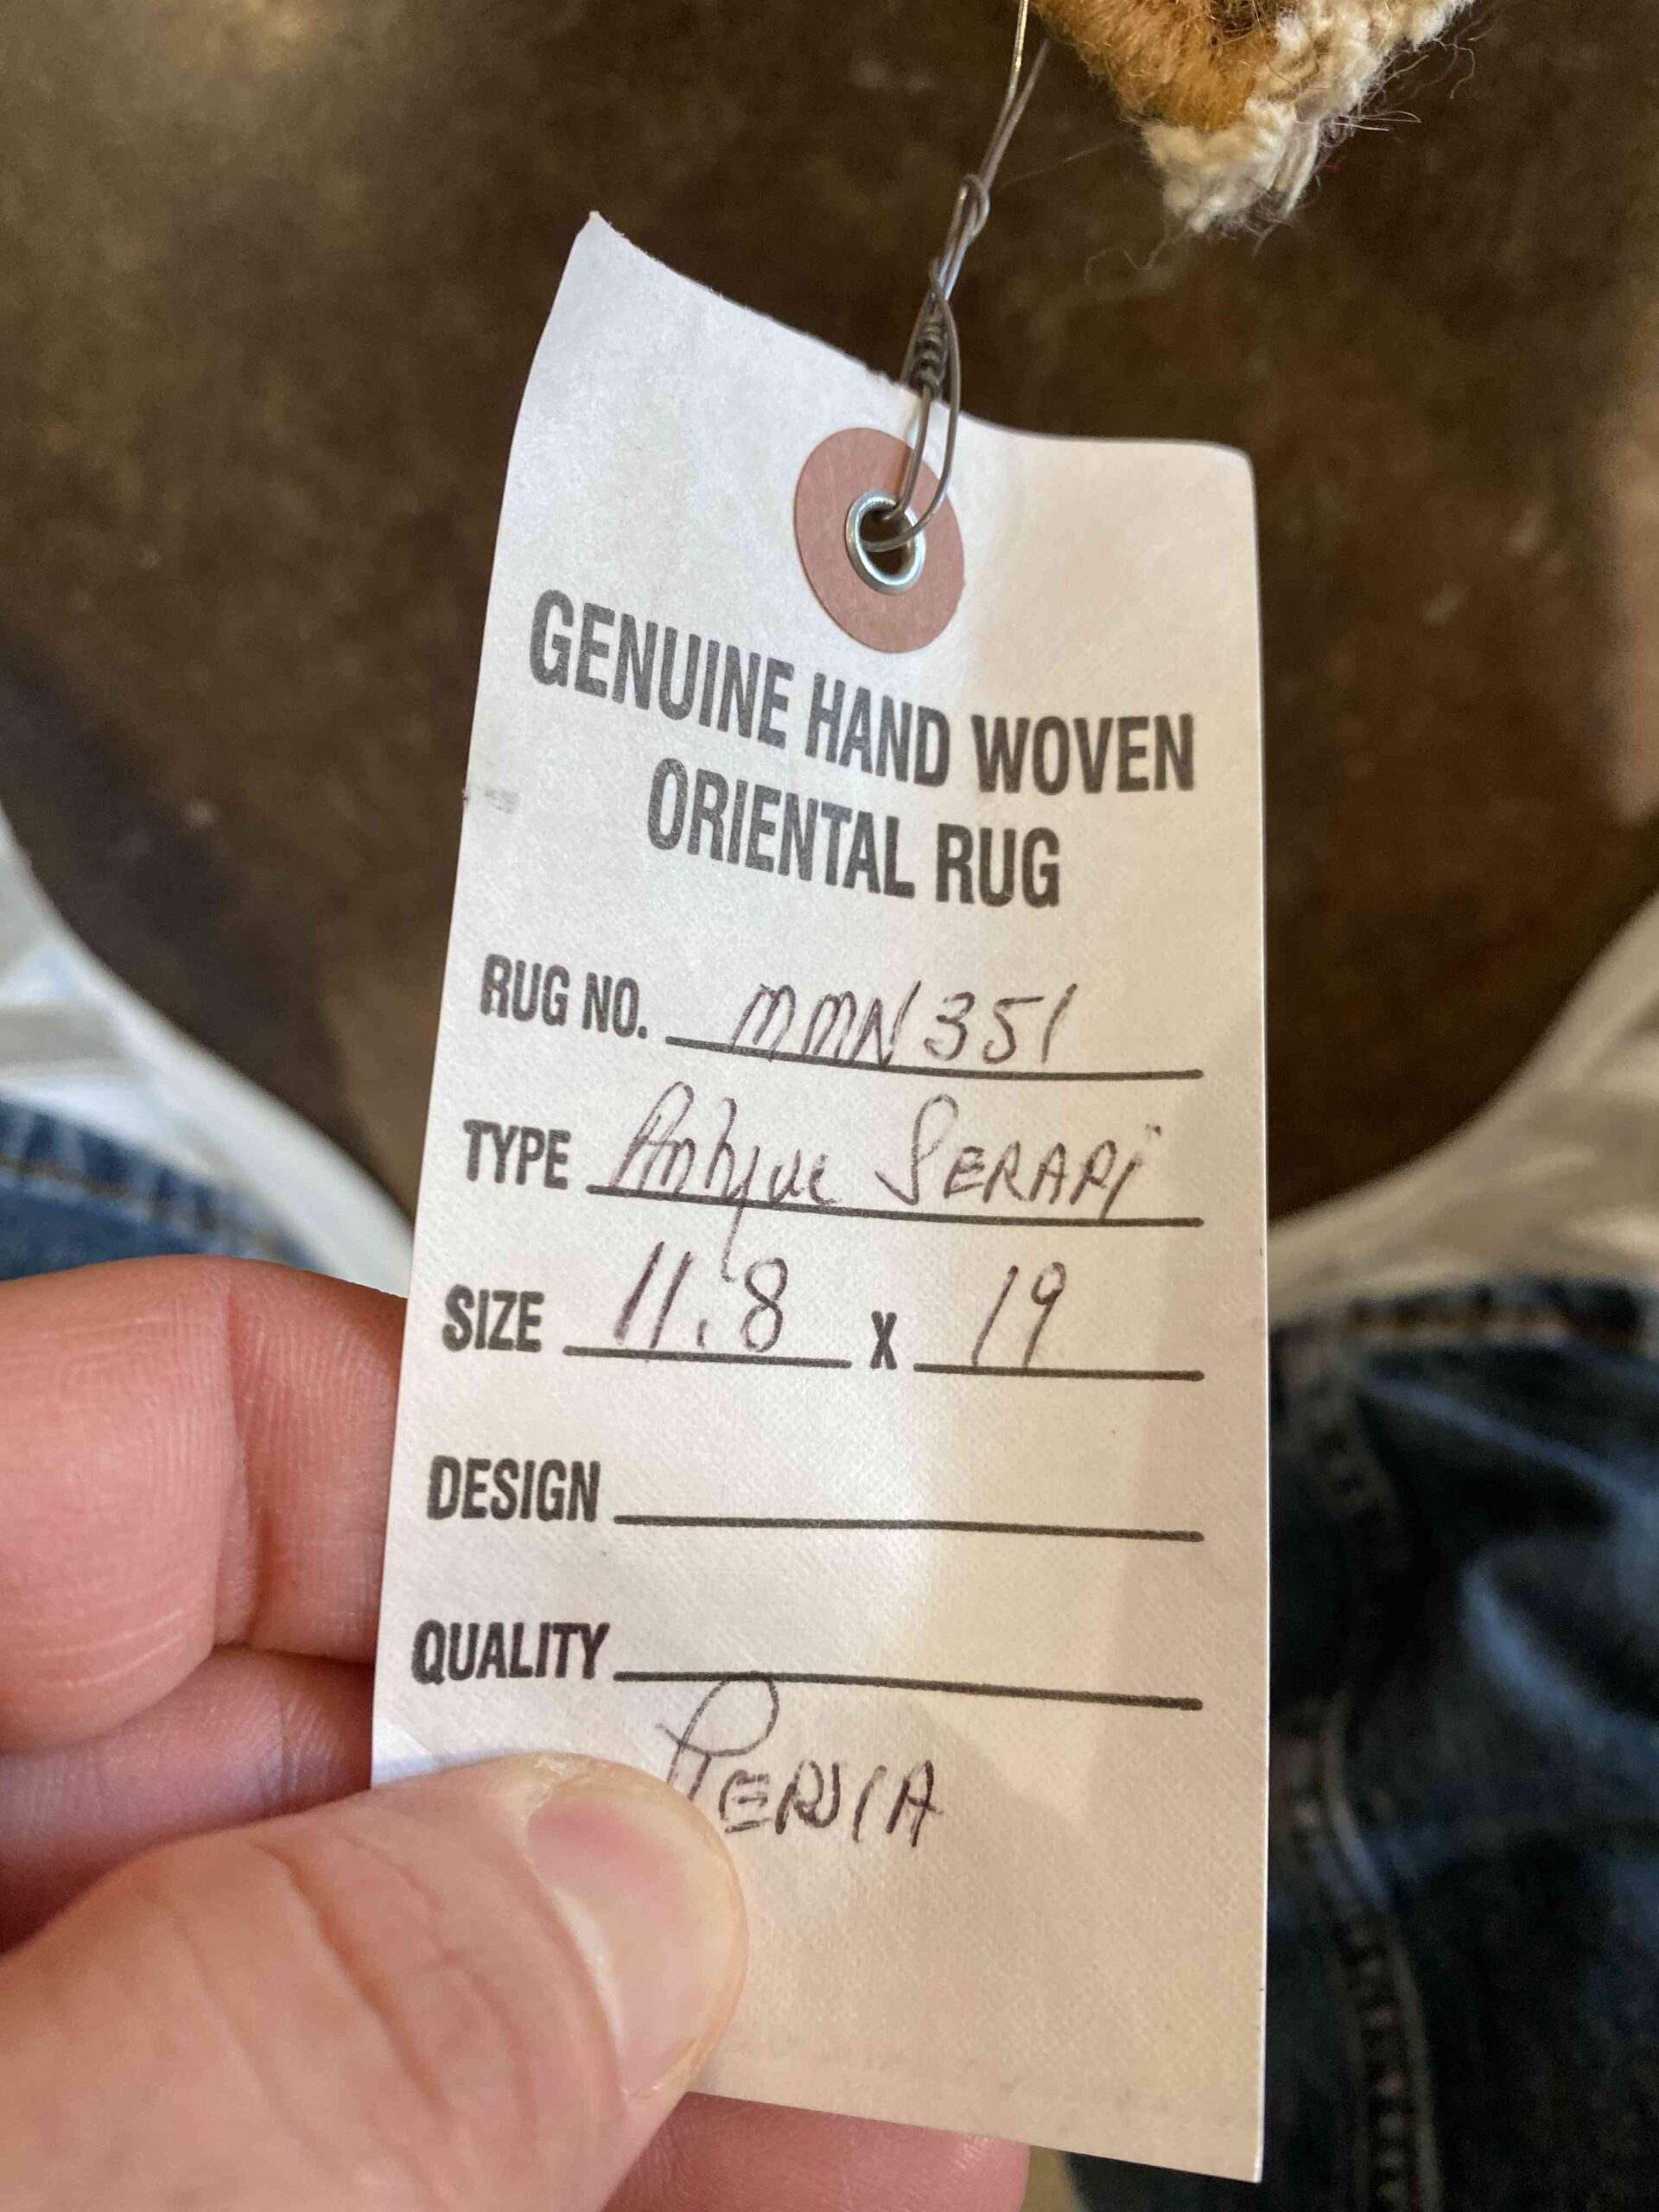 GENUINE HAND WOVEN
ORIENTAL RUG
RUG NO. MMN351
TYPE Antique SERAPI
SIZE 11.8 X 19
DESIGN
QUALITY
PERSIA